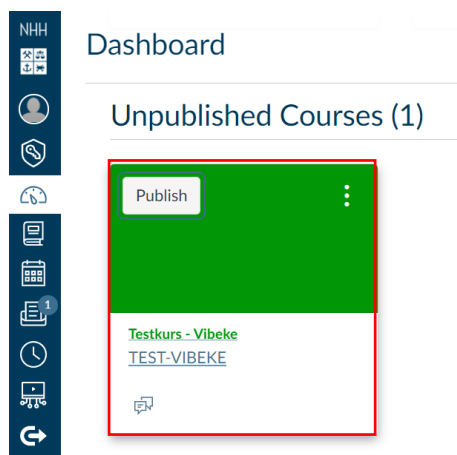 NHH
Dashboard
Unpublished Courses (1)
Publish
Testkurs - Vibeke
TEST-VIBEKE
1